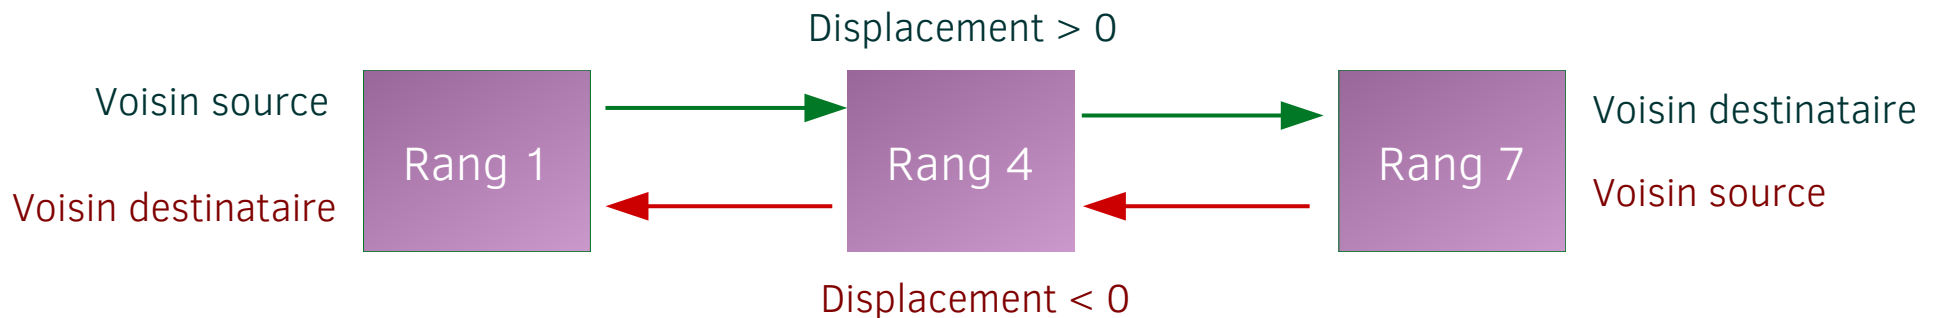 Displacement > 0
Voisin source
Voisin destinataire
Rang 1
Rang 4
Rang 7
Voisin destinataire
Voisin source
Displacement < 0